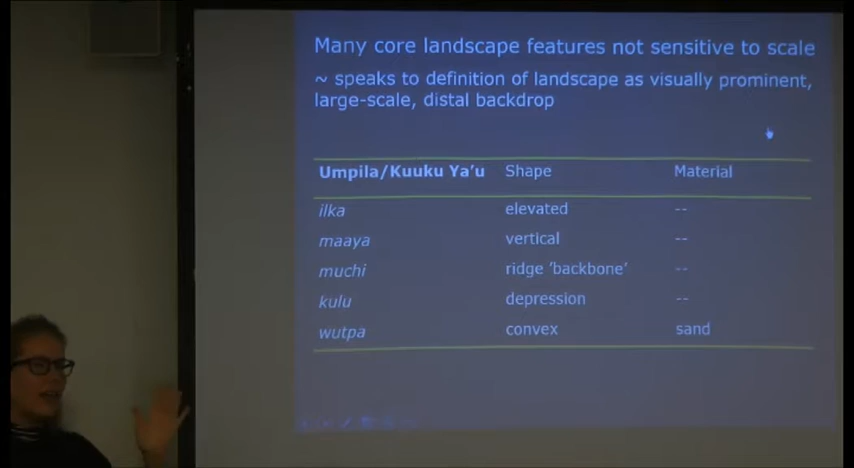 Many core landscape features not sensitive to scale
~ speaks to definition of landscape as visually prominent,
large-scale, distal backdrop
Umpila/Kuuku Ya'u Shape Material
ilka elevated --
maaya vertical --
muchi ridge 'backbone' --
kulu depression --
wutpa convex sand